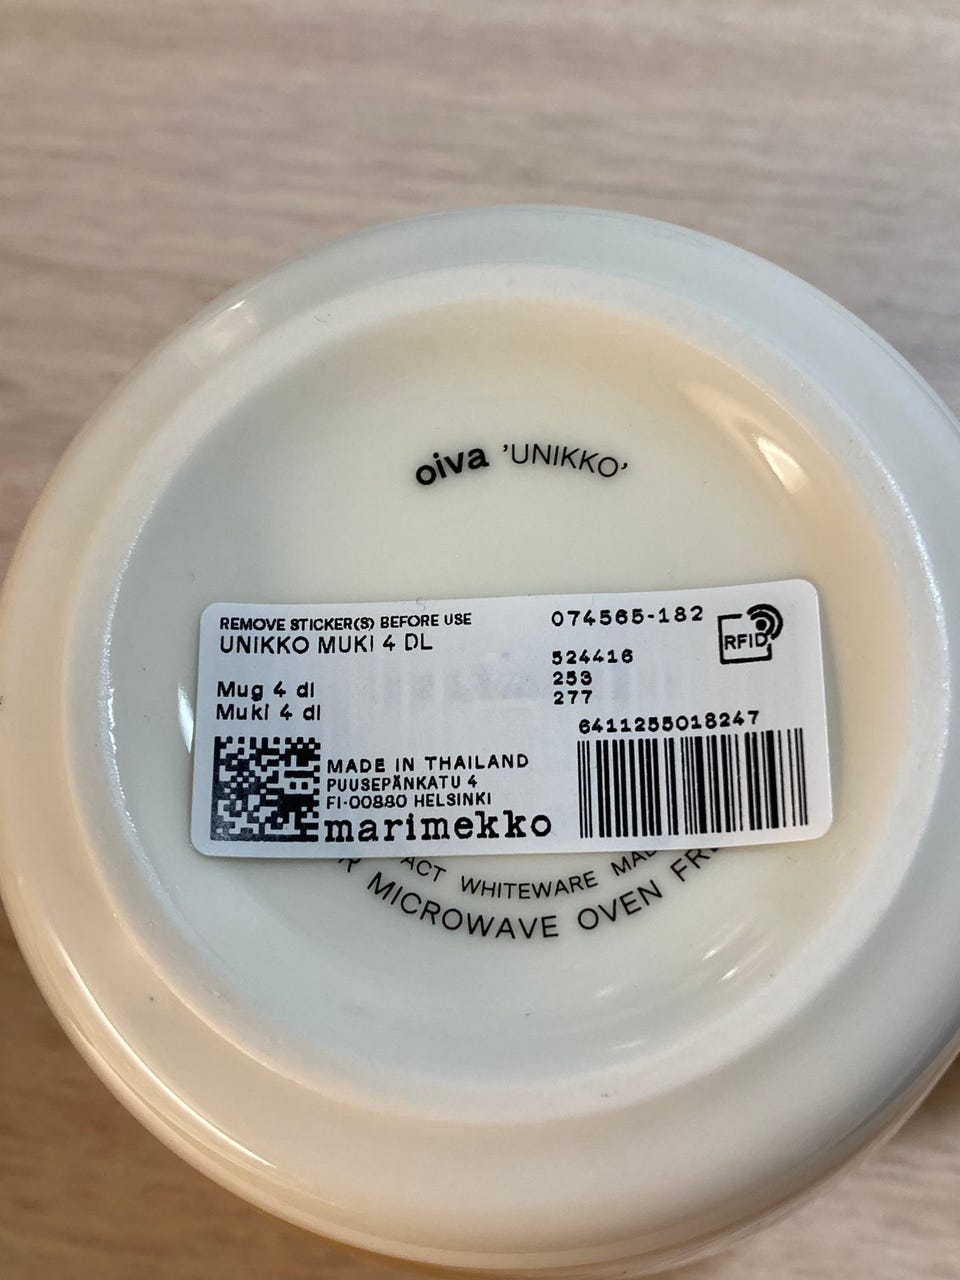 oiva 'UNIKKO'
REMOVE STICKER(S) BEFORE USE
UNIKKO MUKI 4 DL
Mug 4 dl
Muki 4 dl
074565-182
RFID
524416
253
277
6411255018247
MADE IN THAILAND
PUUSEPÄNKATU 4
FI-00880 HELSINKI
marimekko
WHITEWARE
MICROWAVE OVEN